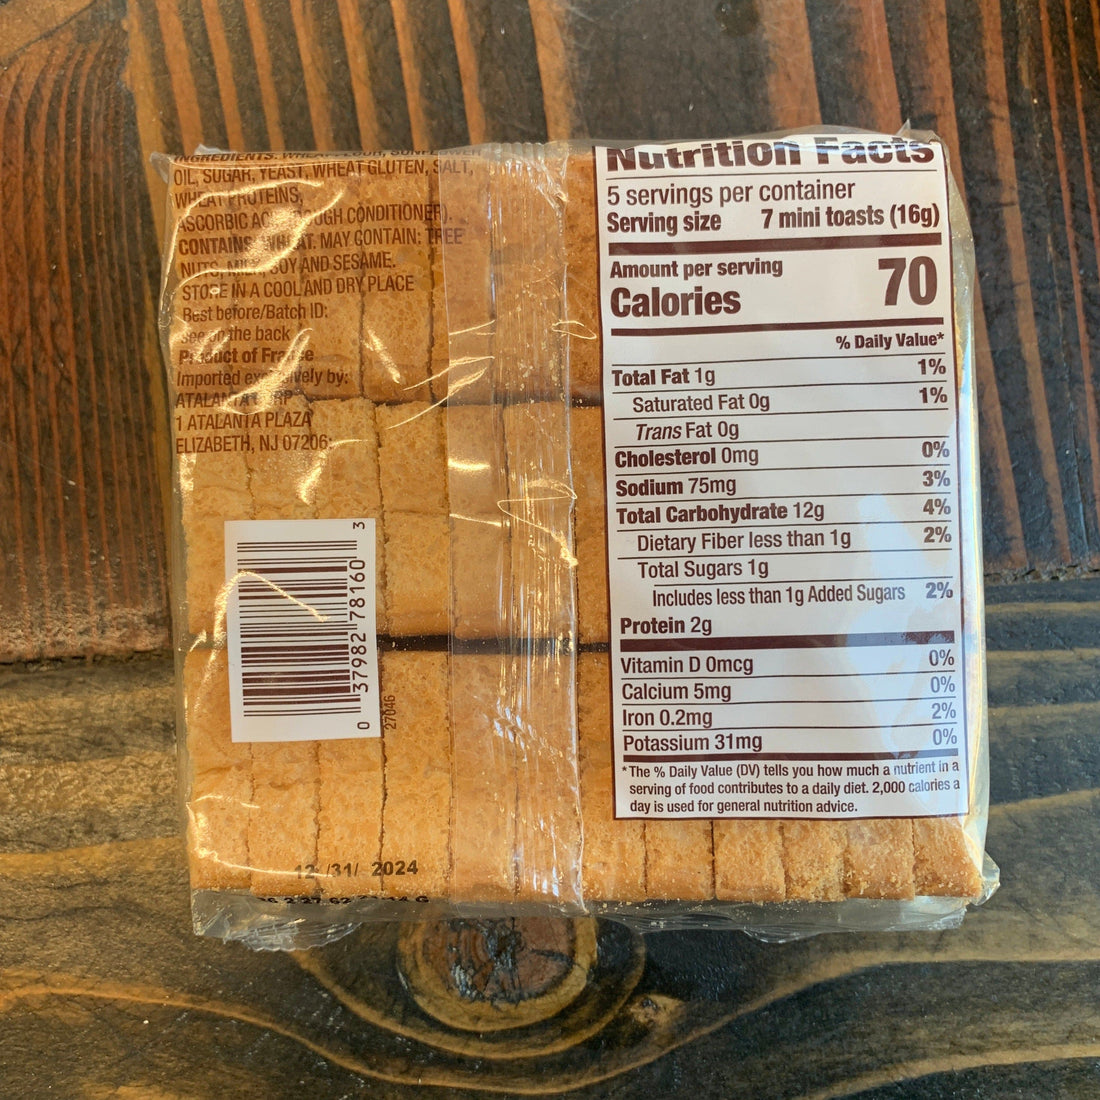 INGREDIENTS: WHEAT FLOUR, SUNFLOWER
OIL, SUGAR, YEAST, WHEAT GLUTEN, SALT,
WHEAT PROTEINS,
ASCORBIC CONDITIONER).
CONTAINS: WHEAT. MAY CONTAIN: TREE
NUTS, MILK, SOY AND SESAME.
STORE IN A COOL AND DRY PLACE
Best before/Batch ID:
see on the back
Product of France
Imported exclusively by:
ATALANTA CORP
1 ATALANTA PLAZA
ELIZABETH, NJ 07206
0 37982 78160 3
27046
12 /31/ 2024
Nutrition Facts
5 servings per container
Serving size 7 mini toasts (16g)
Amount per serving
Calories 70
% Daily Value*
Total Fat 1g 1%
Saturated Fat 0g 1%
Trans Fat 0g
Cholesterol 0mg 0%
Sodium 75mg 3%
Total Carbohydrate 12g 4%
Dietary Fiber less than 1g 2%
Total Sugars 1g
Includes less than 1g Added Sugars 2%
Protein 2g
Vitamin D 0mcg 0%
Calcium 5mg 0%
Iron 0.2mg 2%
Potassium 31mg 0%
*The % Daily Value (DV) tells you how much a nutrient in a
serving of food contributes to a daily diet. 2,000 calories a
day is used for general nutrition advice.